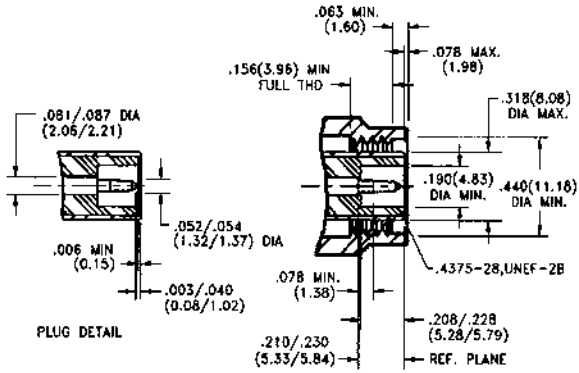 .063 MIN.
(1.60)
.078 MAX.
(1.98)
.156(3.96) MIN
FULL THD
.318(8.08)
DIA MAX.
.081/.087 DIA
(2.06/2.21)
.190(4.83)
DIA MIN.
.440(11.18)
DIA MIN.
.052/.054
(1.32/1.37) DIA
.006 MIN
(0.15)
.4375-28,UNEF-2B
.078 MIN.
(1.38)
.003/.040
(0.08/1.02)
.208/.228
(5.28/5.79)
PLUG DETAIL
.210/.230
(5.33/5.84)
REF. PLANE